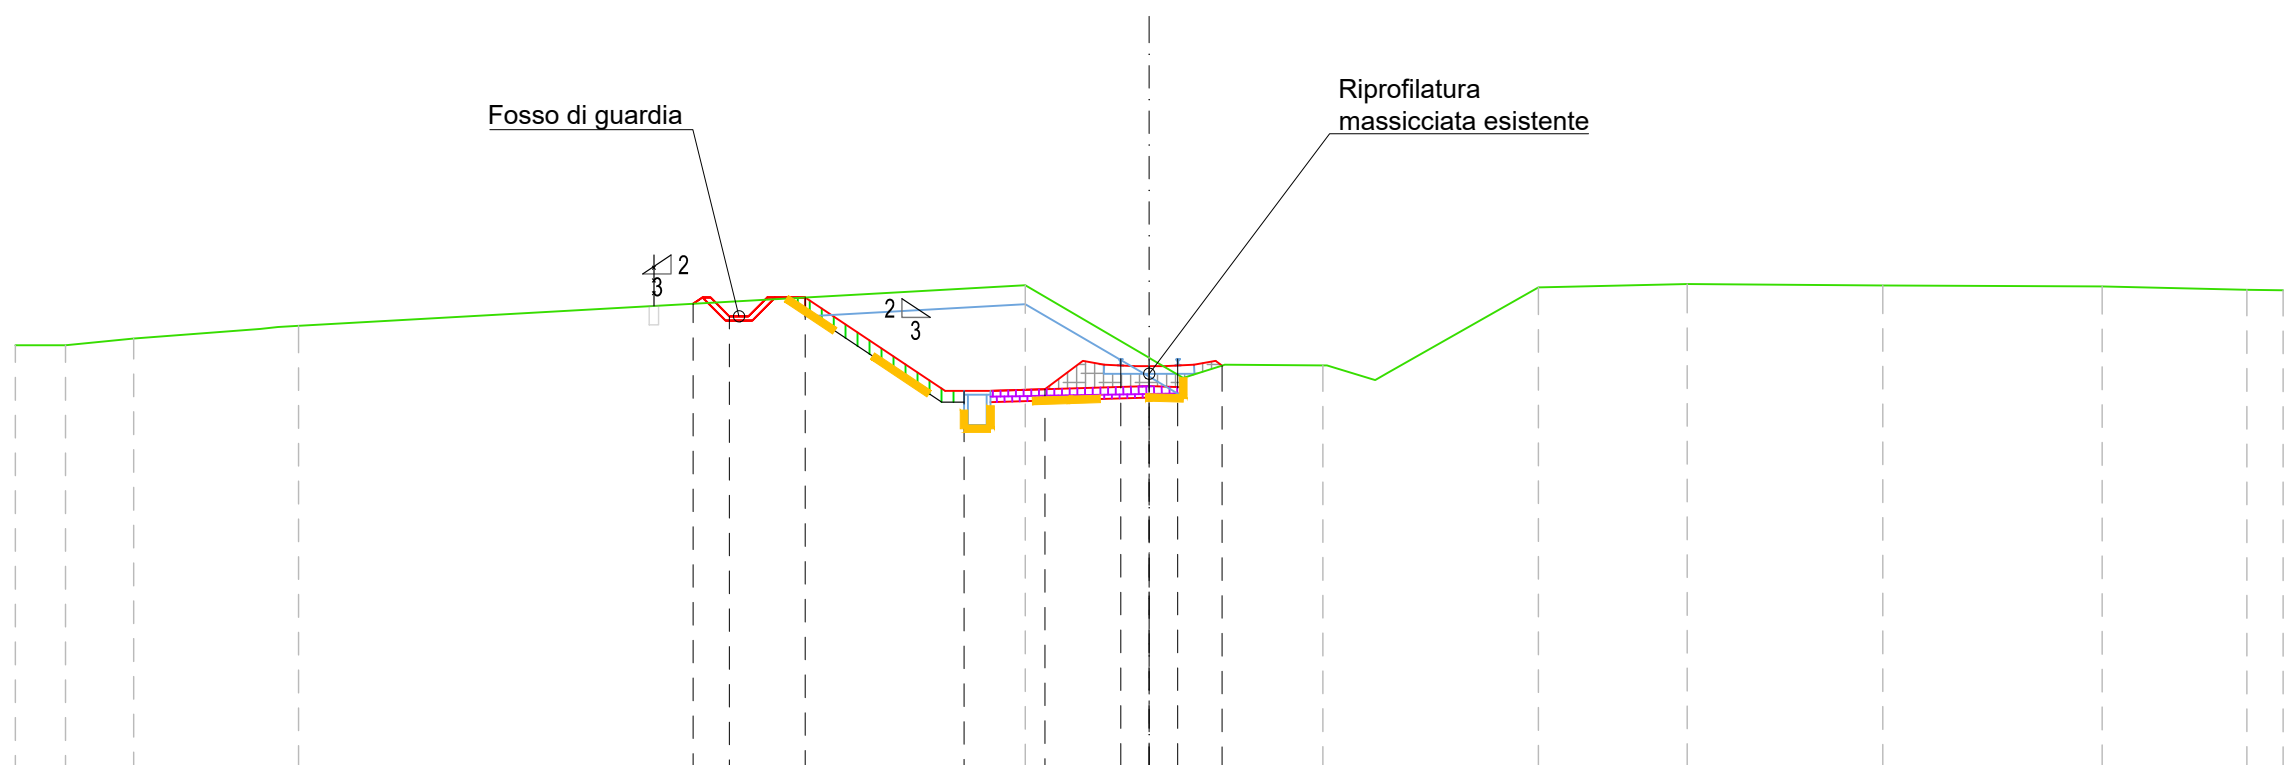 Riprofilatura
massicciata esistente
Fosso di guardia
2
3
2
3